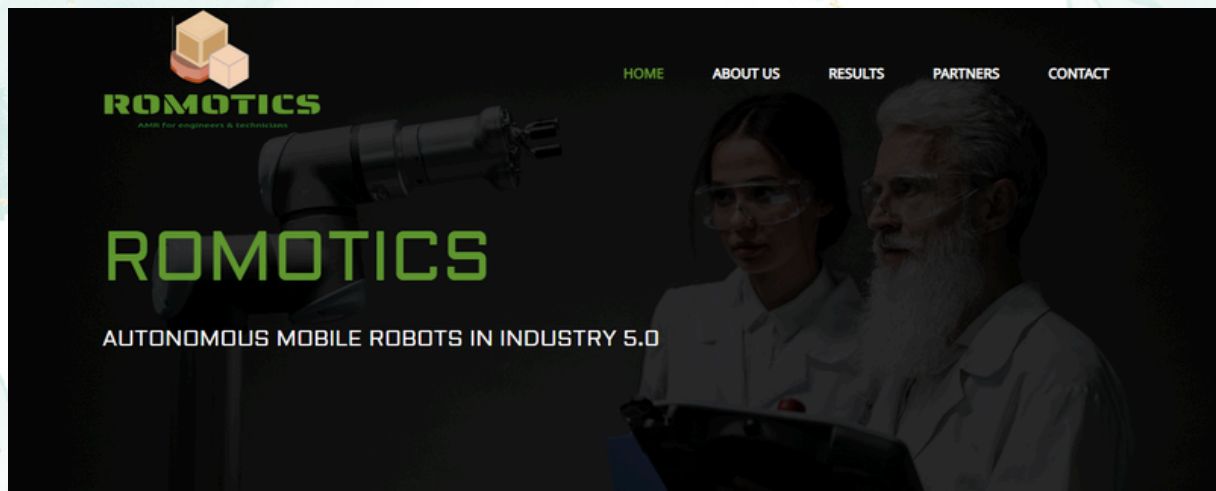 HOME ABOUT US RESULTS PARTNERS CONTACT
ROMOTICS
AMR For engineers & technicians
ROMOTICS
AUTONOMOUS MOBILE ROBOTS IN INDUSTRY 5.0